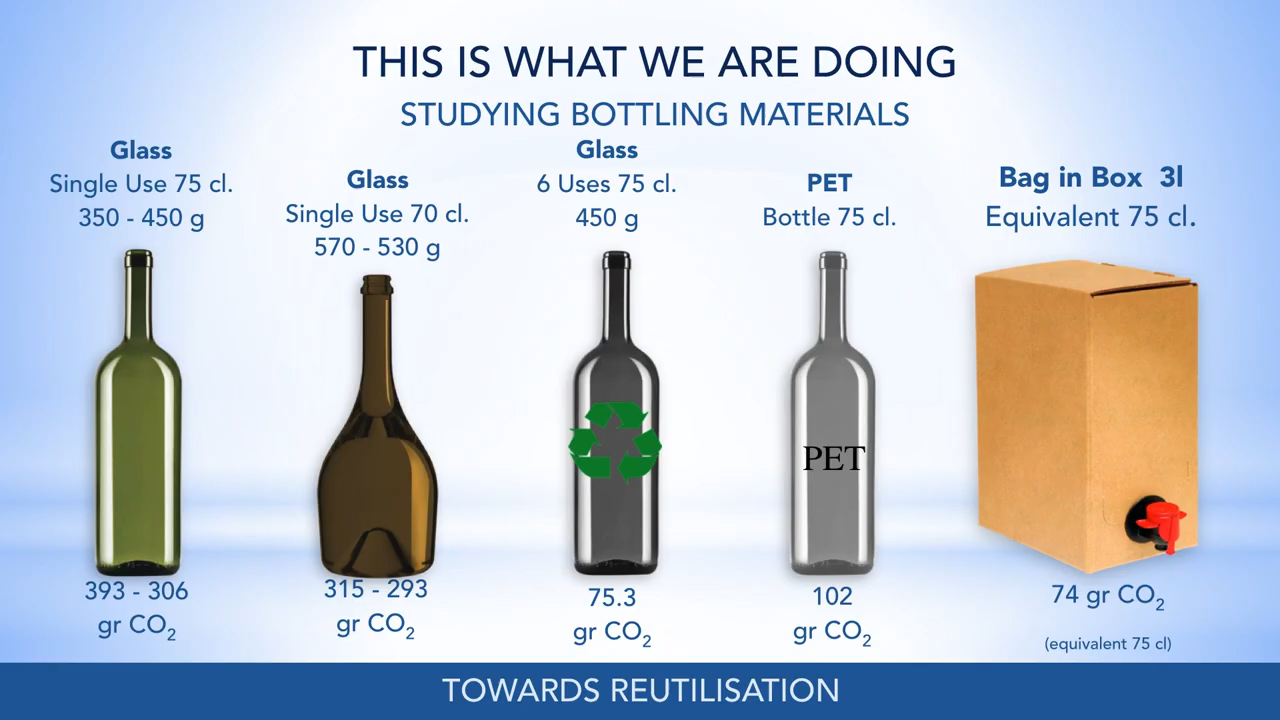 THIS IS WHAT WE ARE DOING
STUDYING BOTTLING MATERIALS
Glass
Single Use 75 cl.
350 - 450 g
Glass
Single Use 70 cl.
570 - 530 g
Glass
6 Uses 75 cl.
450 g
PET
Bottle 75 cl.
Bag in Box 3l
Equivalent 75 cl.
PET
393 - 306
gr CO₂
315 - 293
gr CO₂
75.3
gr CO₂
102
gr CO₂
74 gr CO₂
(equivalent 75 cl)
TOWARDS REUTILISATION